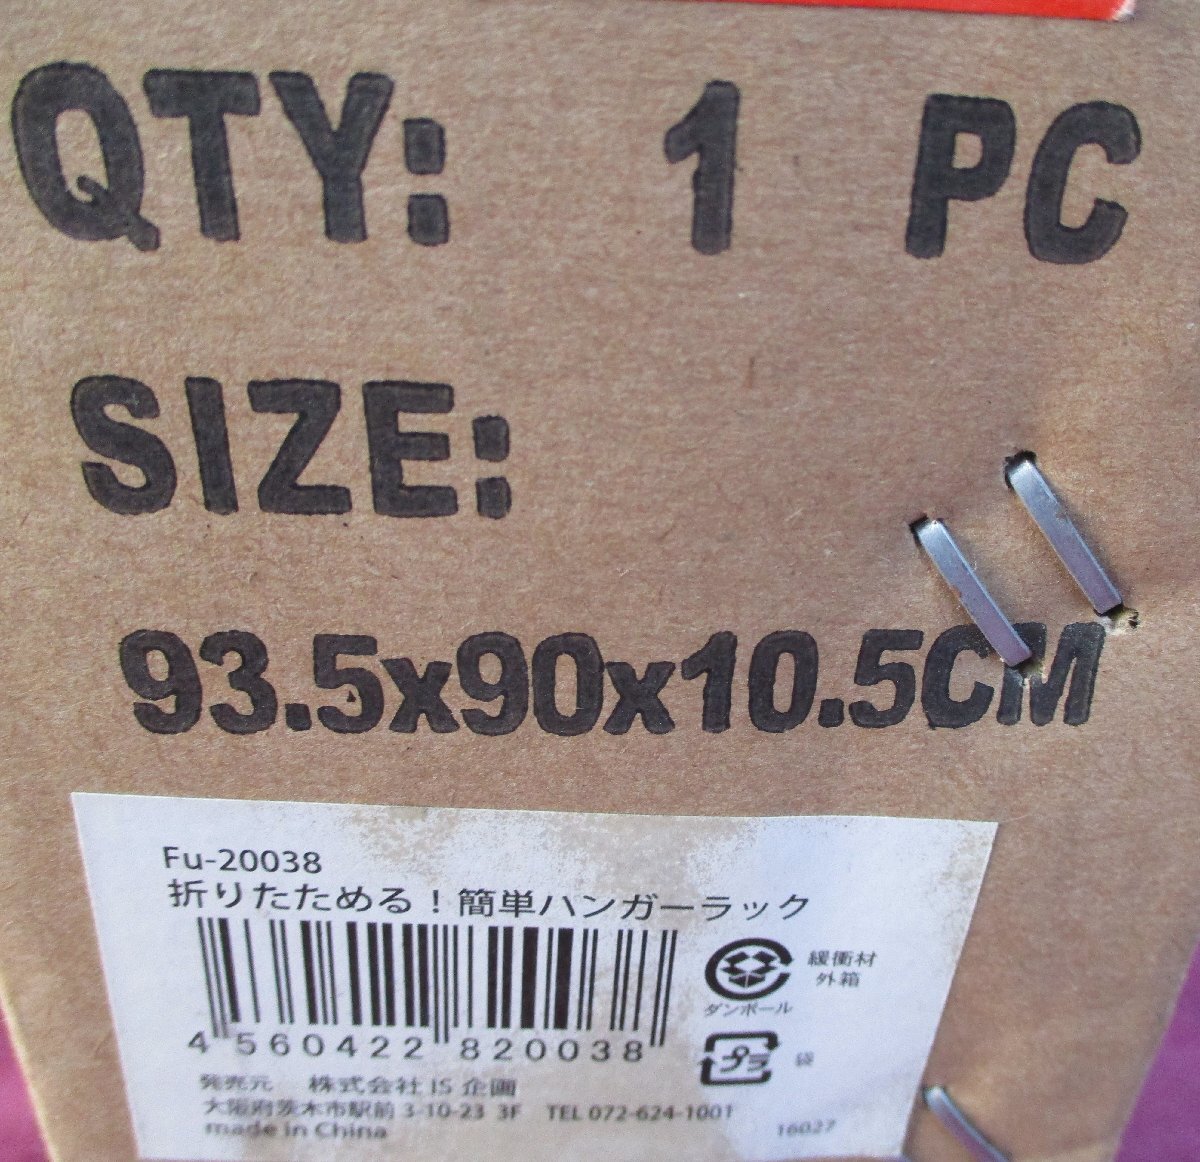 QTY: 1 PC
SIZE:
93.5x90x10.5CM
Fu-20038
折りたためる！簡単ハンガーラック
緩衝材
外箱
ダンボール
4 560422 820038
プラ 袋
発売元 株式会社 IS 企画
大阪府茨木市駅前 3-10-23 3F TEL 072-624-1001
made in China
16027